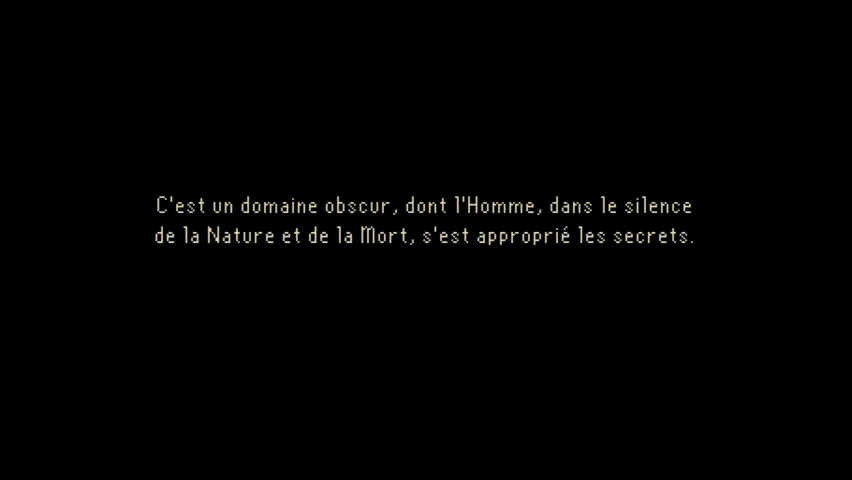 C'est un domaine obscur, dont l'Homme, dans le silence
de la Nature et de la Mort, s'est approprié les secrets.